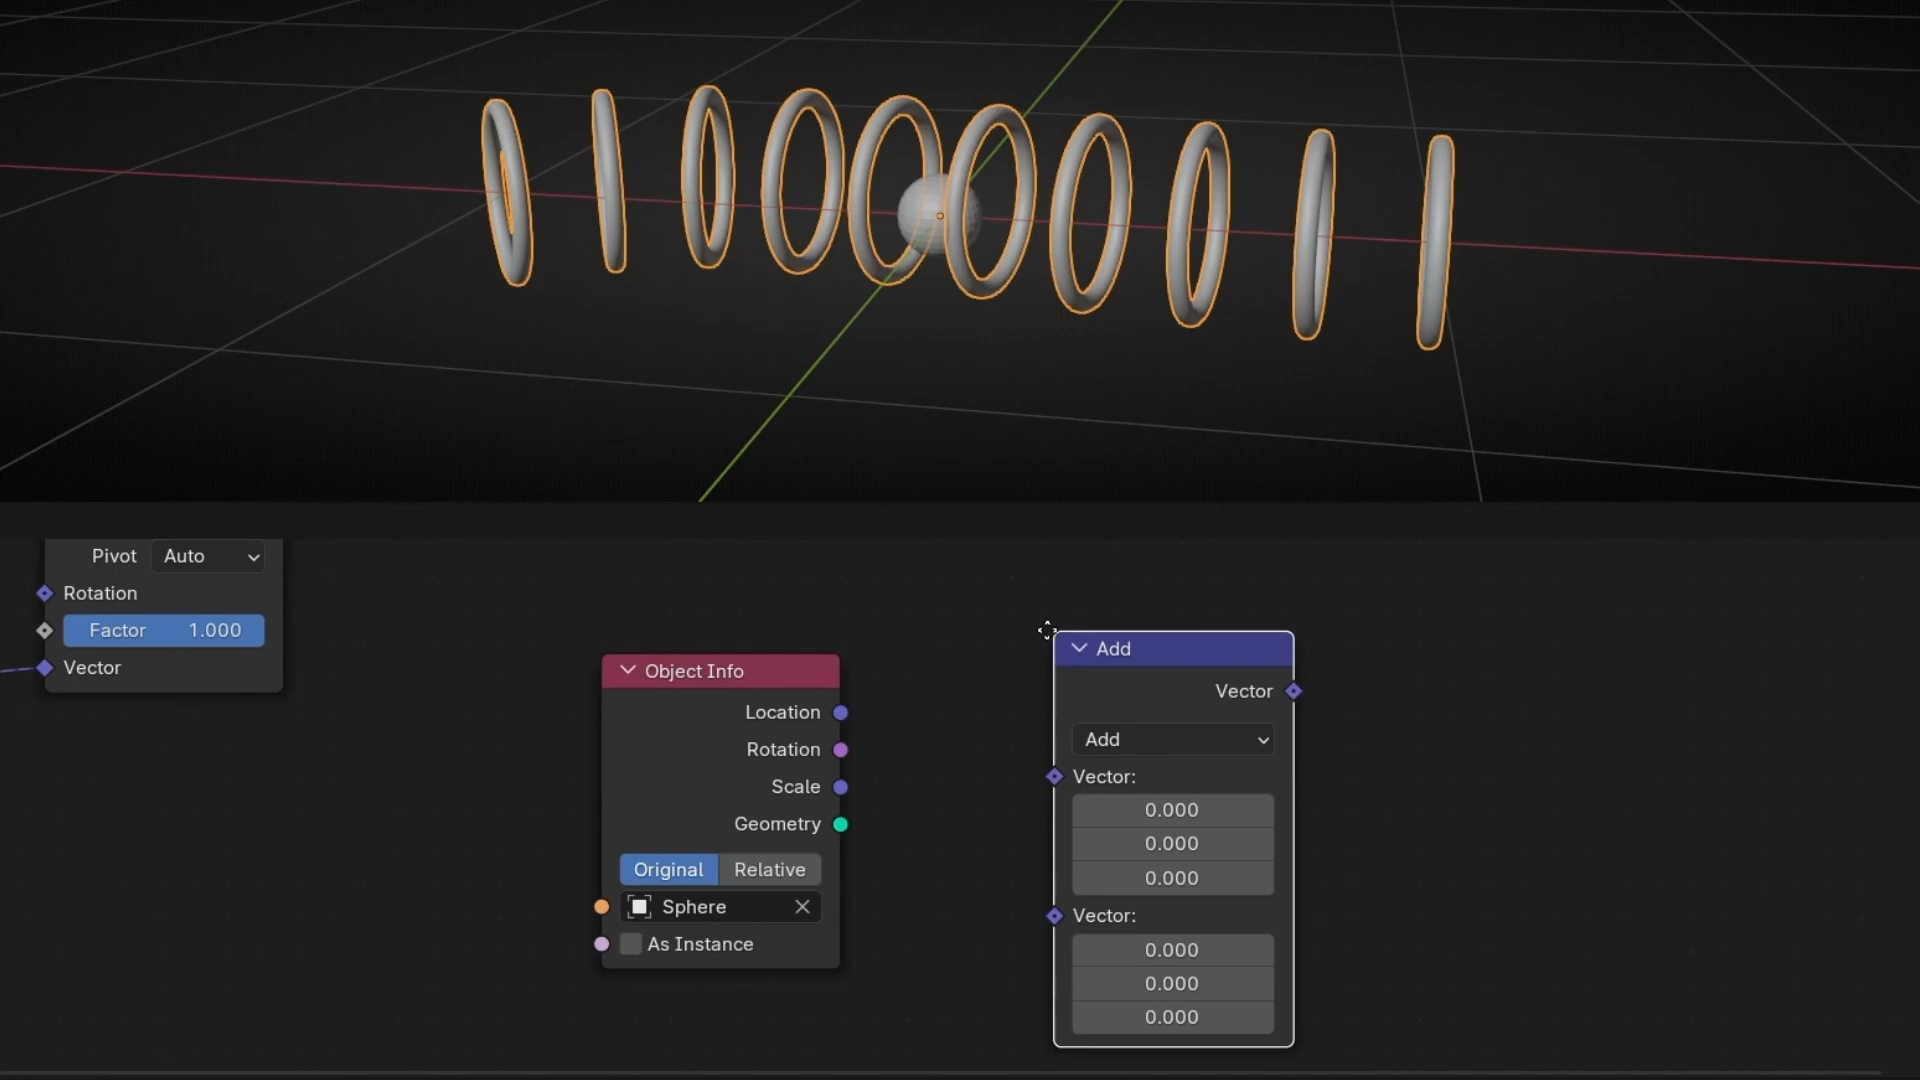 Pivot Auto
Rotation
Factor 1.000
Vector
Object Info
Location
Rotation
Scale
Geometry
Original Relative
Sphere
As Instance
Add
Vector
Add
Vector:
0.000
0.000
0.000
Vector:
0.000
0.000
0.000